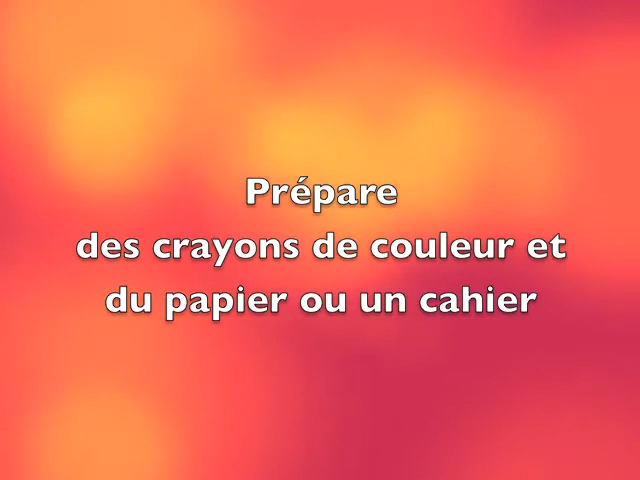 Prépare
des crayons de couleur et
du papier ou un cahier